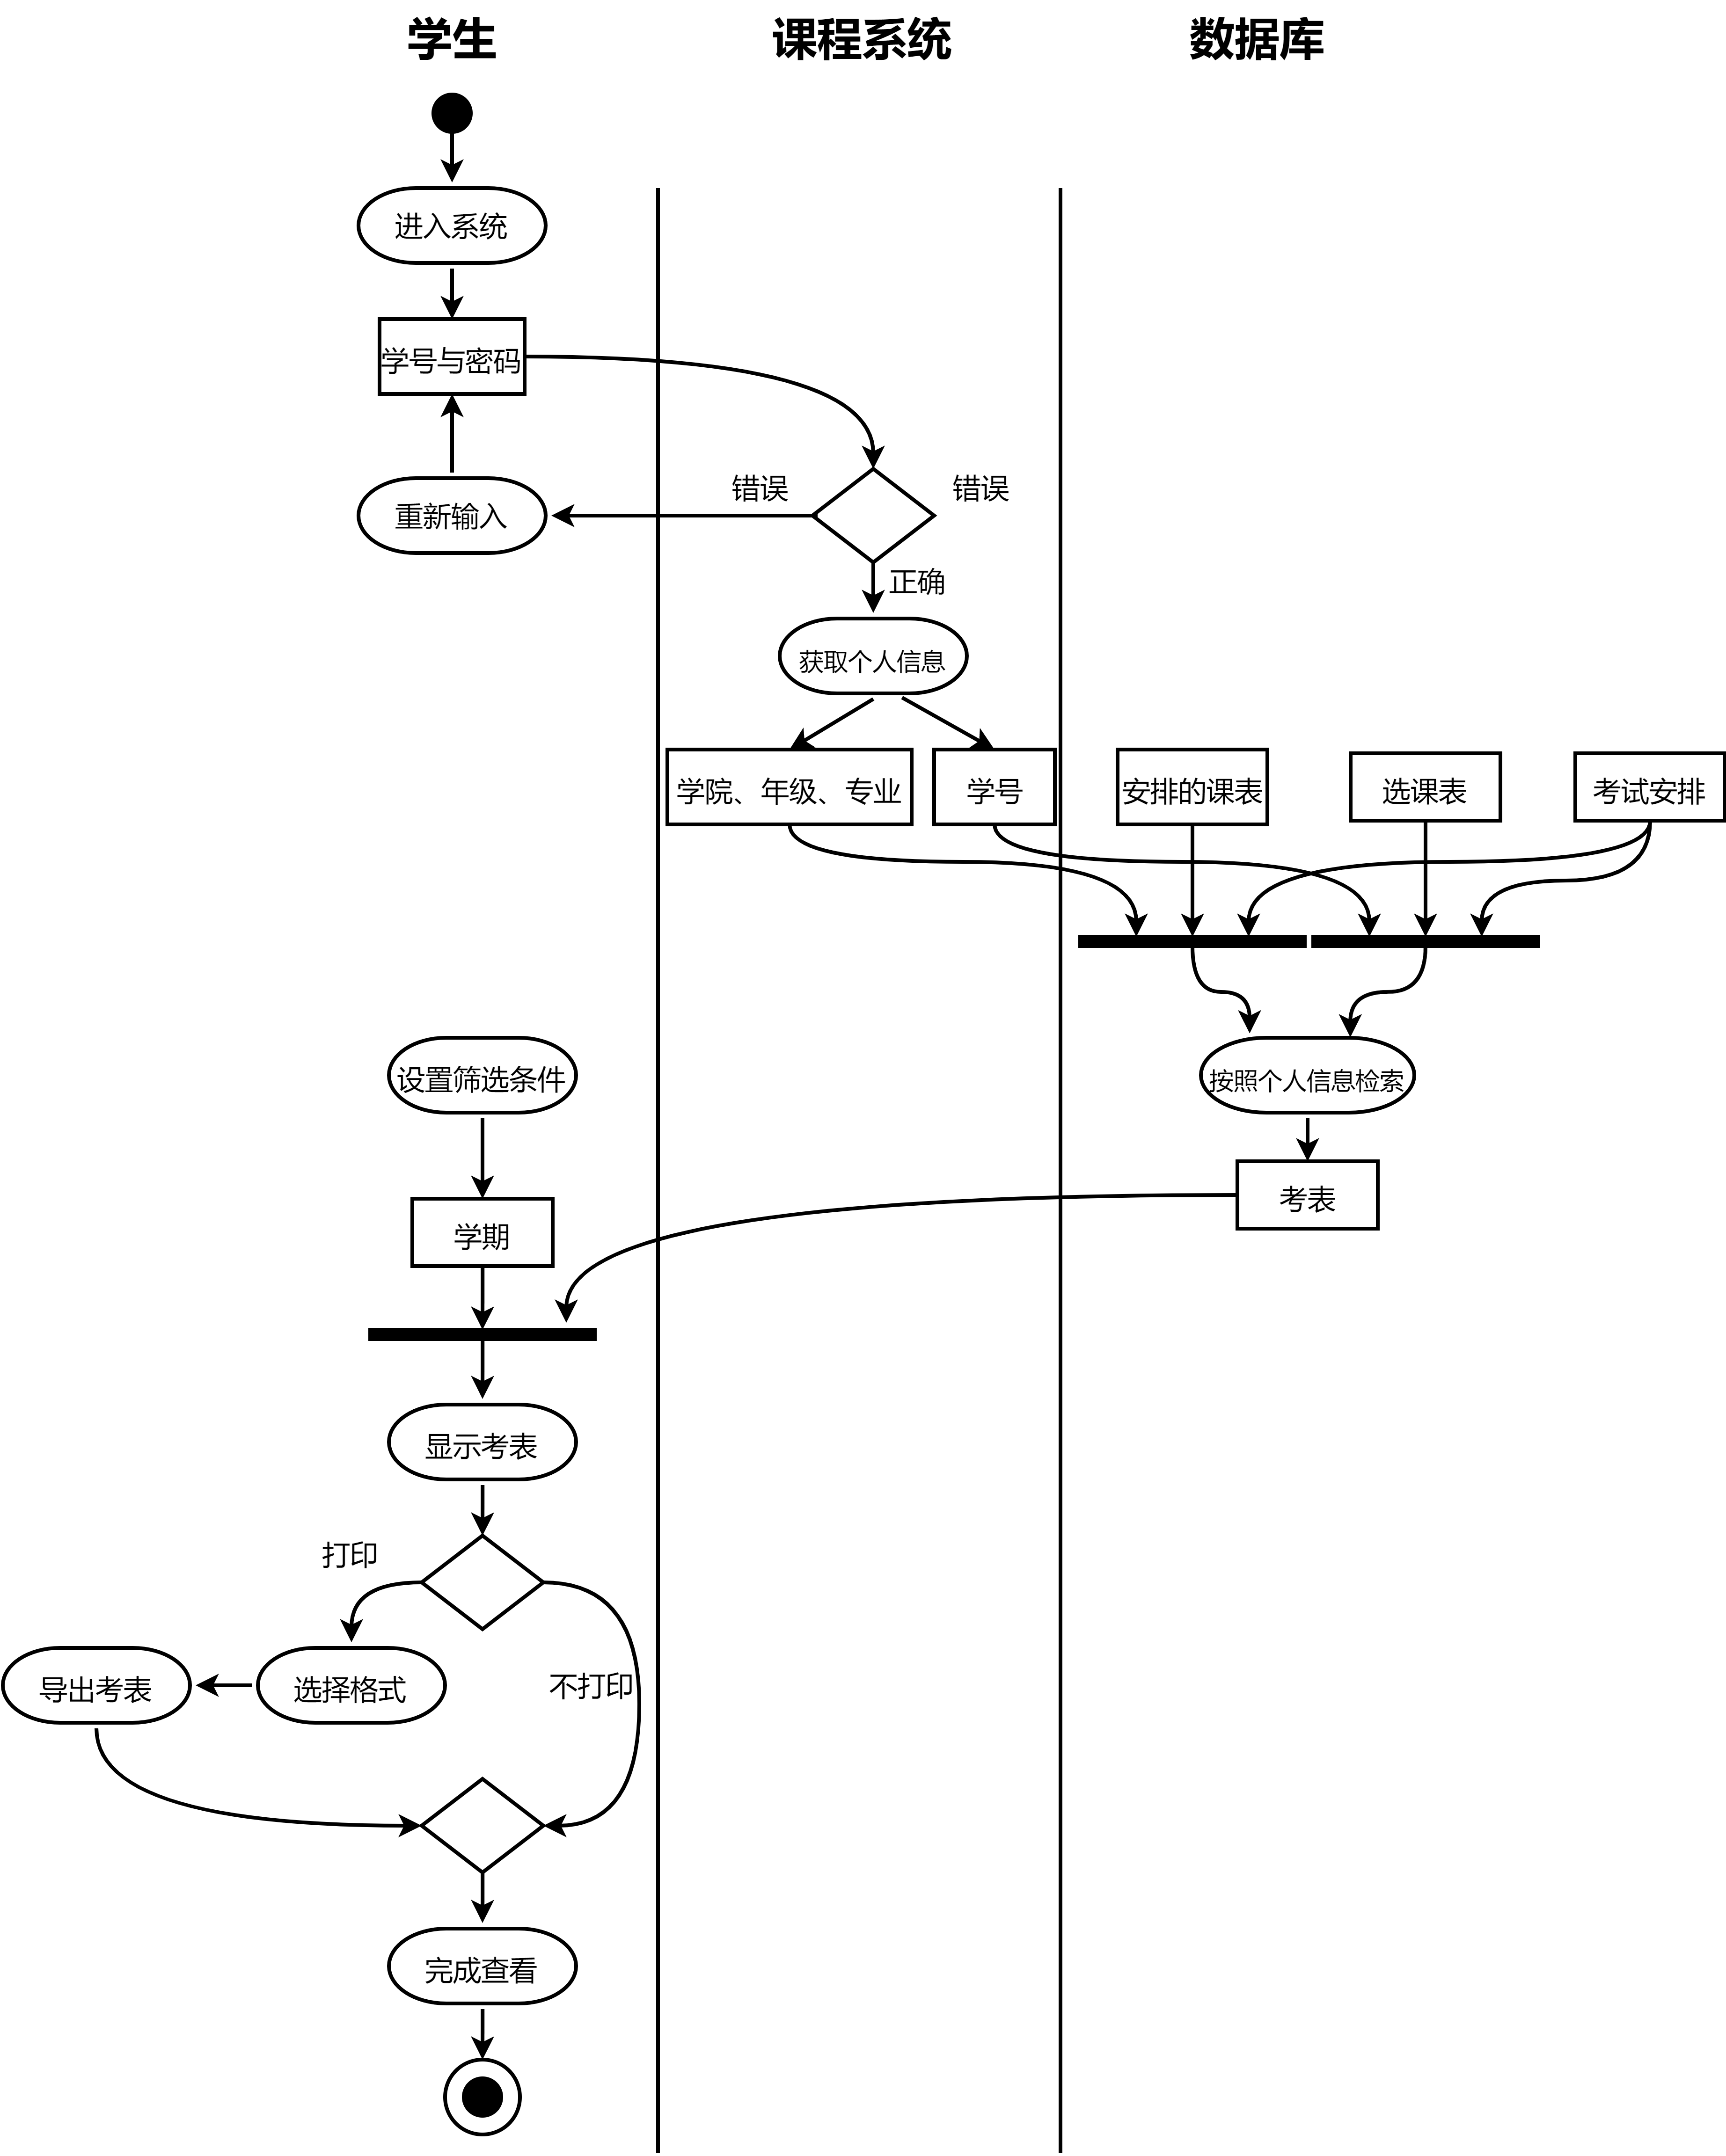 学生
课程系统
数据库
进入系统
学号与密码
错误
错误
重新输入
正确
获取个人信息
学院、年级、专业
学号
安排的课表
选课表
考试安排
设置筛选条件
按照个人信息检索
考表
学期
显示考表
打印
不打印
导出考表
选择格式
完成查看